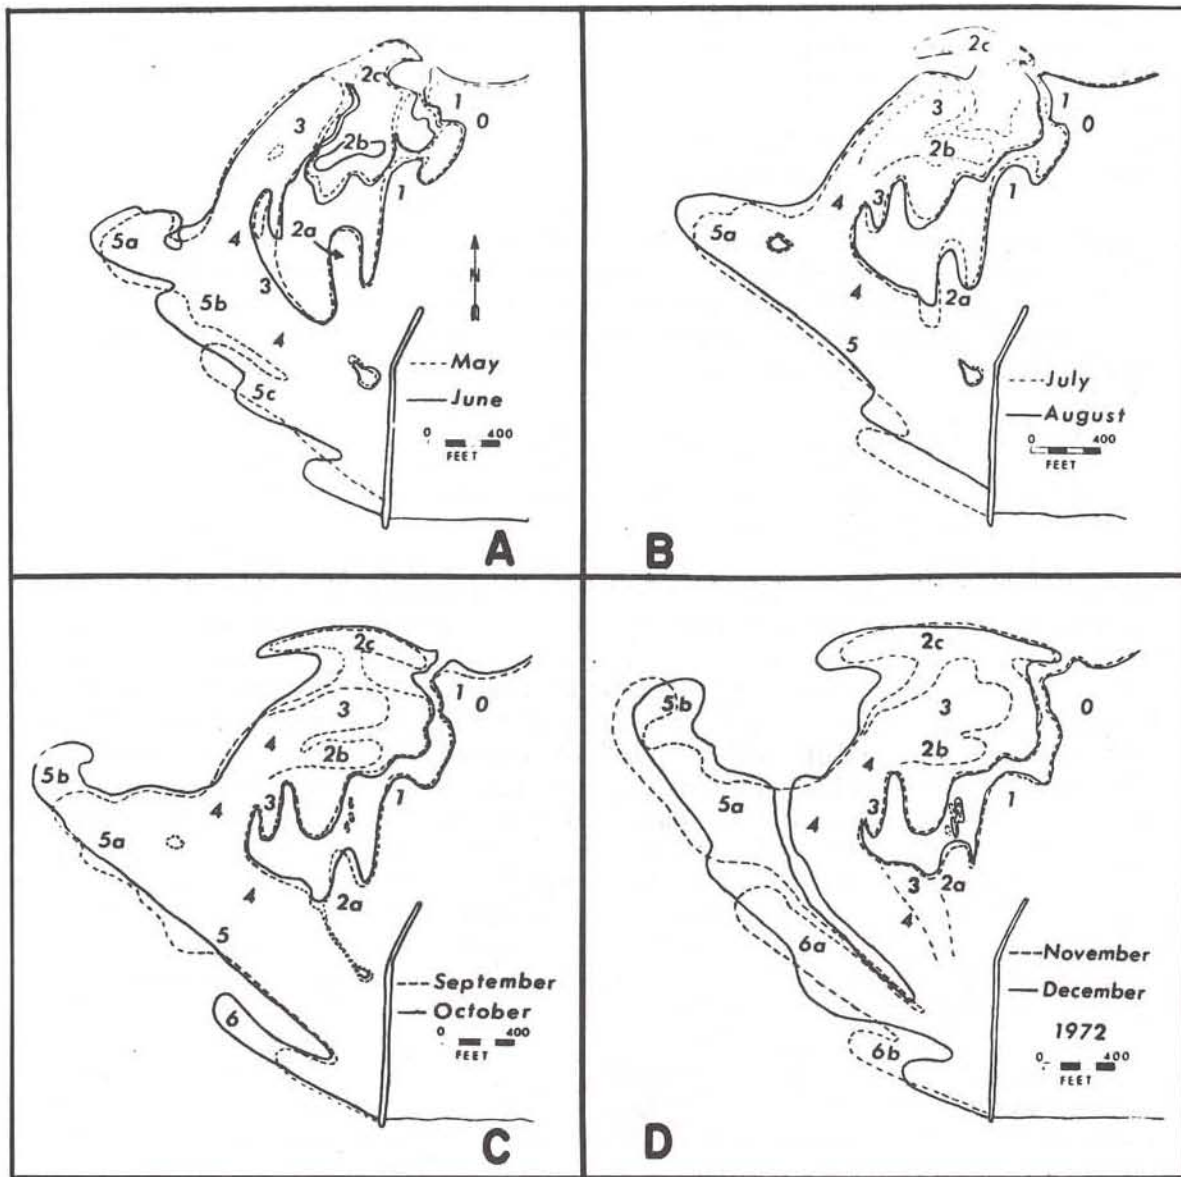 2c
1
0
3
2b
1
5a
4
2a
N
3
5b
4
May
5c
June
0 400
FEET
A
2c
1
0
3
2b
1
3
4
5a
4
2a
5
July
August
0 400
FEET
B
2c
1
0
3
4
2b
5b
3
1
4
5a
4
2a
5
September
October
6
0 400
FEET
C
2c
0
5b
3
4
2b
3
1
5a
4
3
2a
4
6a
November
December
1972
6b
0 400
FEET
D